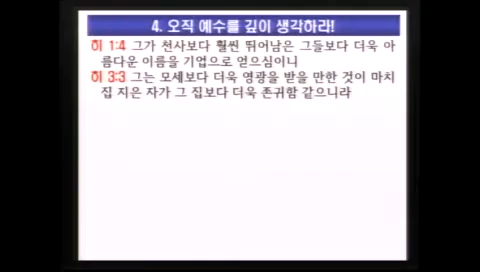 4. 오직 예수를 깊이 생각하라!
히 1:4 그가 천사보다 훨씬 뛰어남은 그들보다 더욱 아
름다운 이름을 기업으로 얻으심이니
히 3:3 그는 모세보다 더욱 영광을 받을 만한 것이 마치
집 지은 자가 그 집보다 더욱 존귀함 같으니라